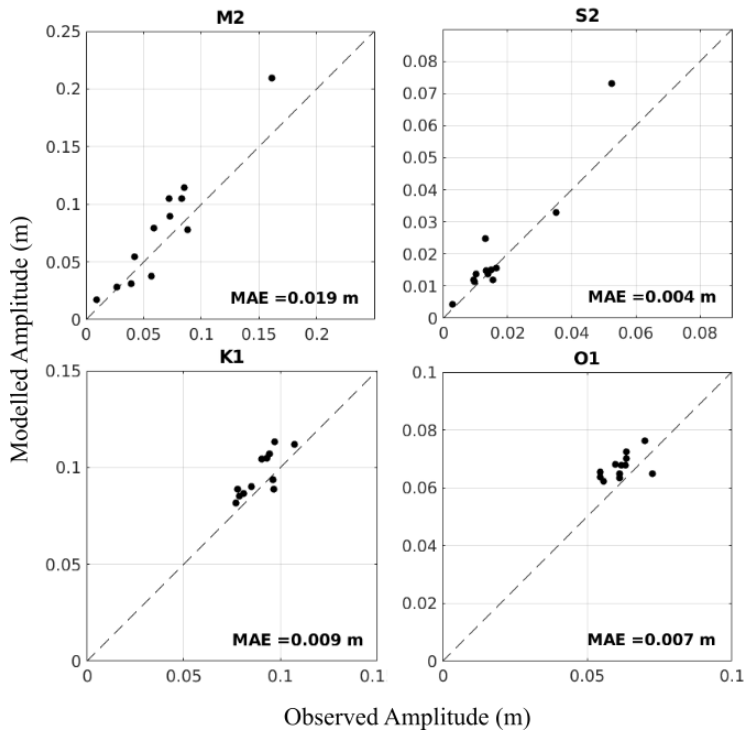 M2
0.25
0.2
0.15
0.1
0.05
0
0 0.05 0.1 0.15 0.2
MAE =0.019 m
S2
0.08
0.07
0.06
0.05
0.04
0.03
0.02
0.01
0
0 0.02 0.04 0.06 0.08
MAE =0.004 m
Modelled Amplitude (m)
K1
0.15
0.1
0.05
0
0 0.05 0.1 0.1
MAE =0.009 m
O1
0.1
0.08
0.06
0.04
0.02
0
0 0.05 0.1
MAE =0.007 m
Observed Amplitude (m)